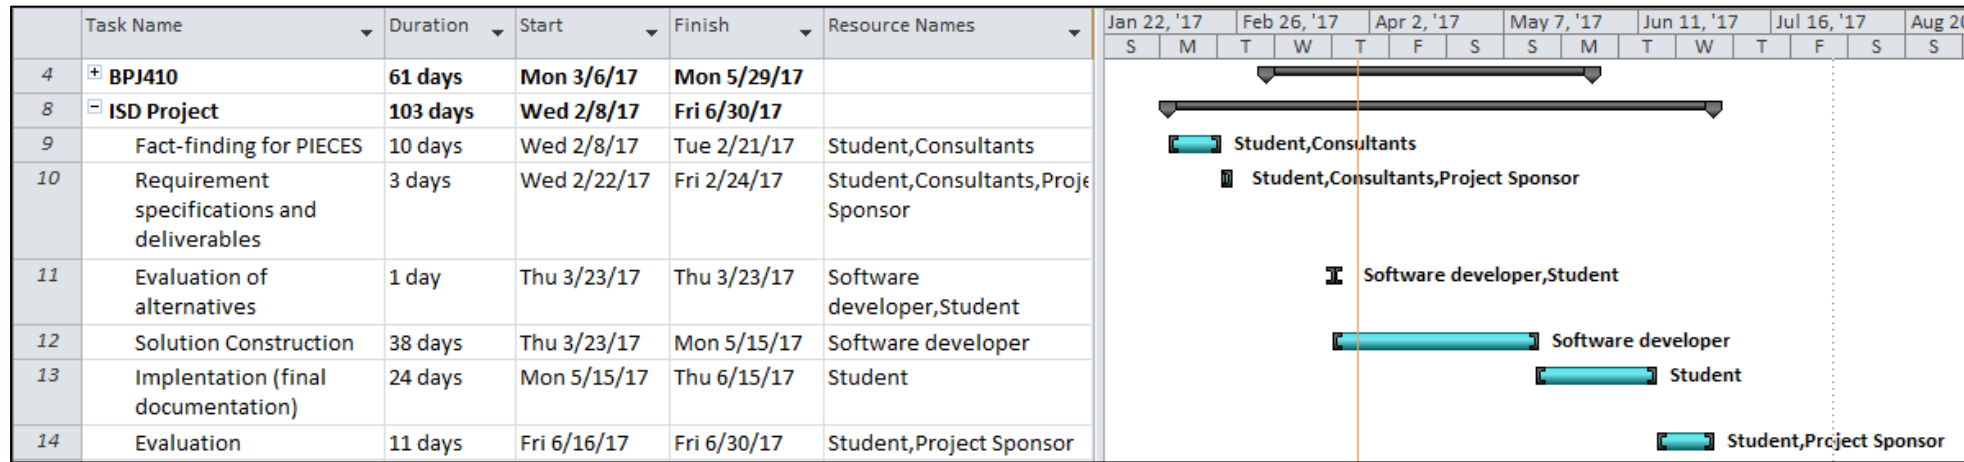 Task Name Duration Start Finish Resource Names Jan 22, '17 Feb 26, '17 Apr 2, '17 May 7, '17 Jun 11, '17 Jul 16, '17 Aug 20
S M T W T F S S M T W T F S S
4 BPJ410 61 days Mon 3/6/17 Mon 5/29/17
8 ISD Project 103 days Wed 2/8/17 Fri 6/30/17
9 Fact-finding for PIECES 10 days Wed 2/8/17 Tue 2/21/17 Student,Consultants Student,Consultants
10 Requirement 3 days Wed 2/22/17 Fri 2/24/17 Student,Consultants,Proje Student,Consultants,Project Sponsor
specifications and Sponsor
deliverables
11 Evaluation of 1 day Thu 3/23/17 Thu 3/23/17 Software Software developer,Student
alternatives developer,Student
12 Solution Construction 38 days Thu 3/23/17 Mon 5/15/17 Software developer Software developer
13 Implentation (final 24 days Mon 5/15/17 Thu 6/15/17 Student Student
documentation)
14 Evaluation 11 days Fri 6/16/17 Fri 6/30/17 Student,Project Sponsor Student,Project Sponsor